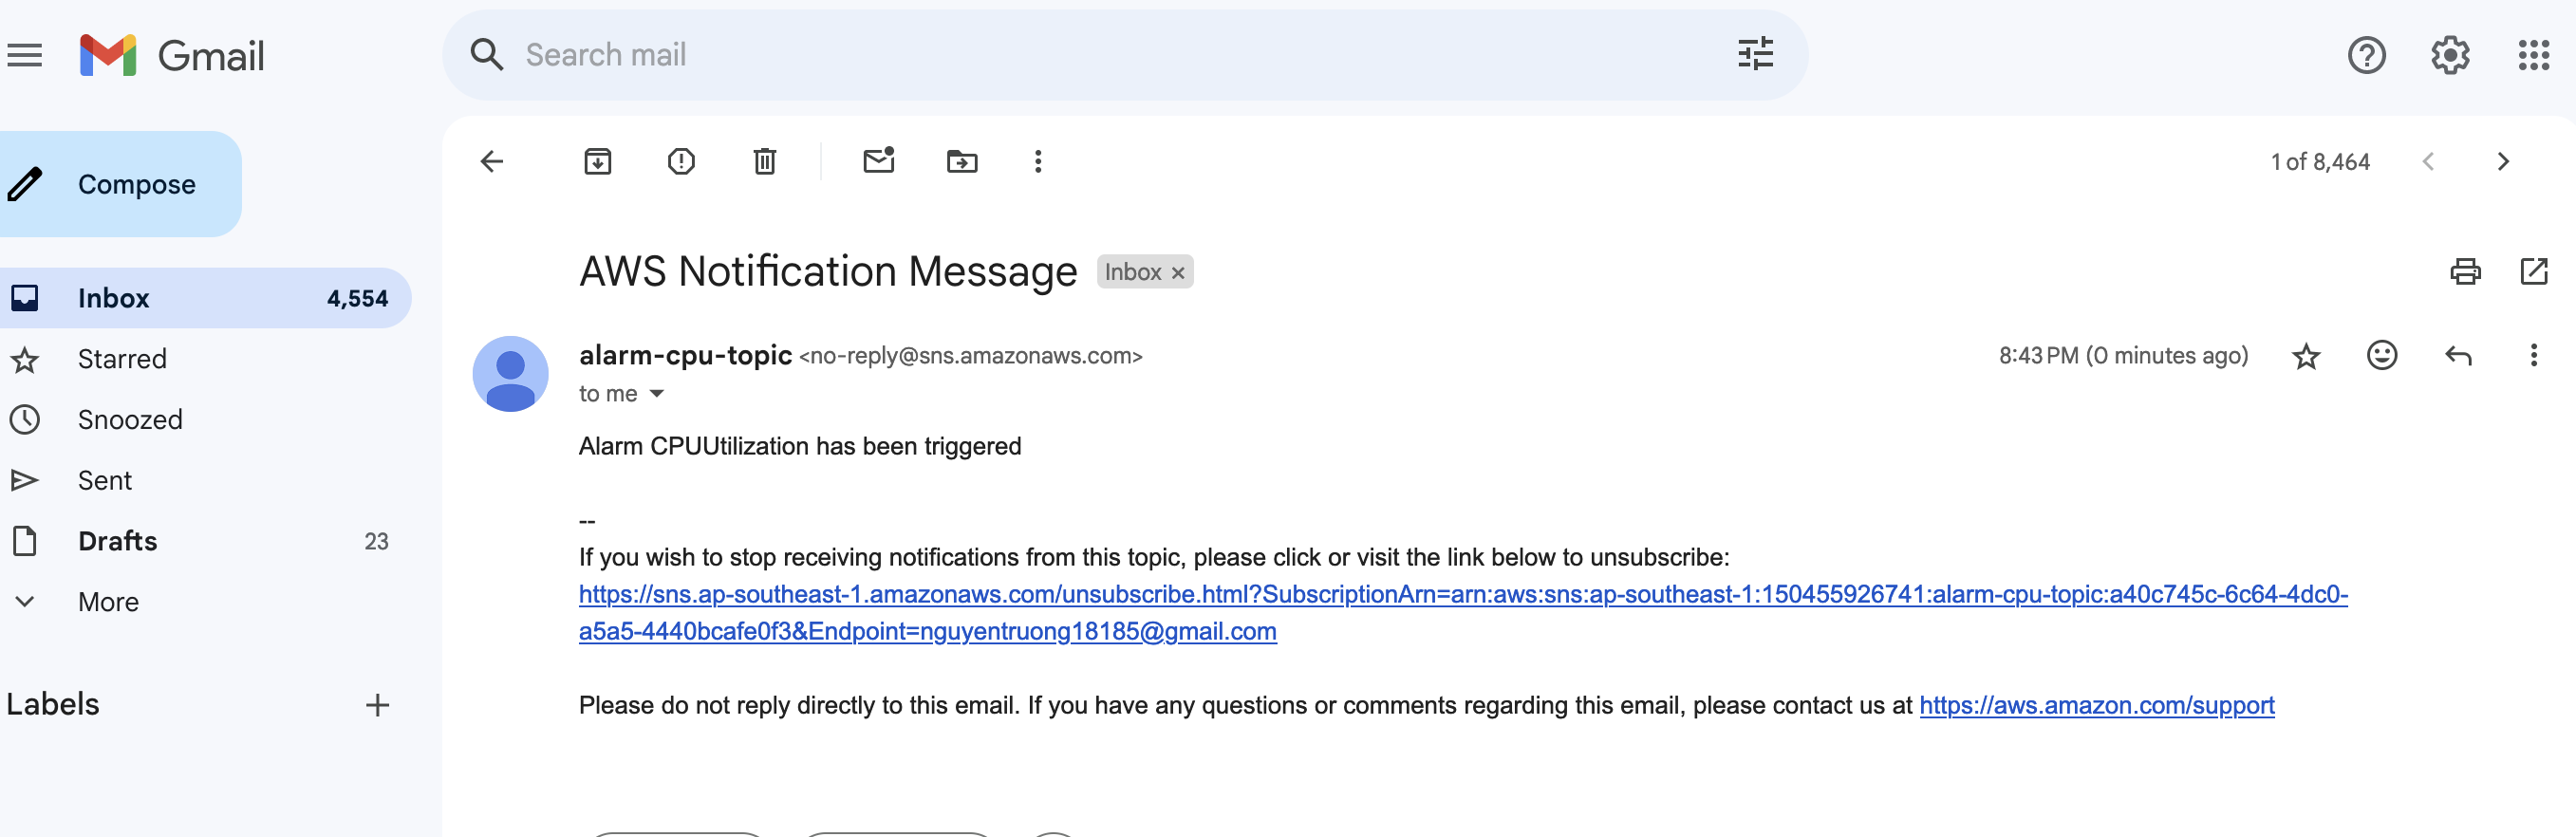 Gmail
Search mail
Compose
1 of 8,464
AWS Notification Message Inbox ×
Inbox 4,554
Starred
Snoozed
Sent
Drafts 23
More
Labels +
alarm-cpu-topic <no-reply@sns.amazonaws.com>
8:43 PM (0 minutes ago)
to me
Alarm CPUUtilization has been triggered
--
If you wish to stop receiving notifications from this topic, please click or visit the link below to unsubscribe:
https://sns.ap-southeast-1.amazonaws.com/unsubscribe.html?SubscriptionArn=arn:aws:sns:ap-southeast-1:150455926741:alarm-cpu-topic:a40c745c-6c64-4dc0-
a5a5-4440bcafe0f3&Endpoint=nguyentruong18185@gmail.com
Please do not reply directly to this email. If you have any questions or comments regarding this email, please contact us at https://aws.amazon.com/support